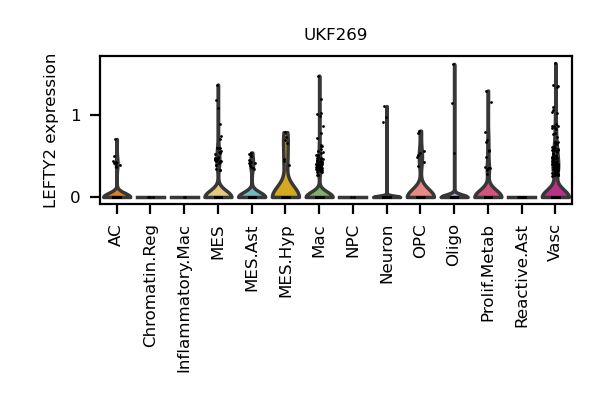 UKF269
LEFTY2 expression
1
0
AC
Chromatin.Reg
Inflammatory.Mac
MES
MES.Ast
MES.Hyp
Mac
NPC
Neuron
OPC
Oligo
Prolif.Metab
Reactive.Ast
Vasc